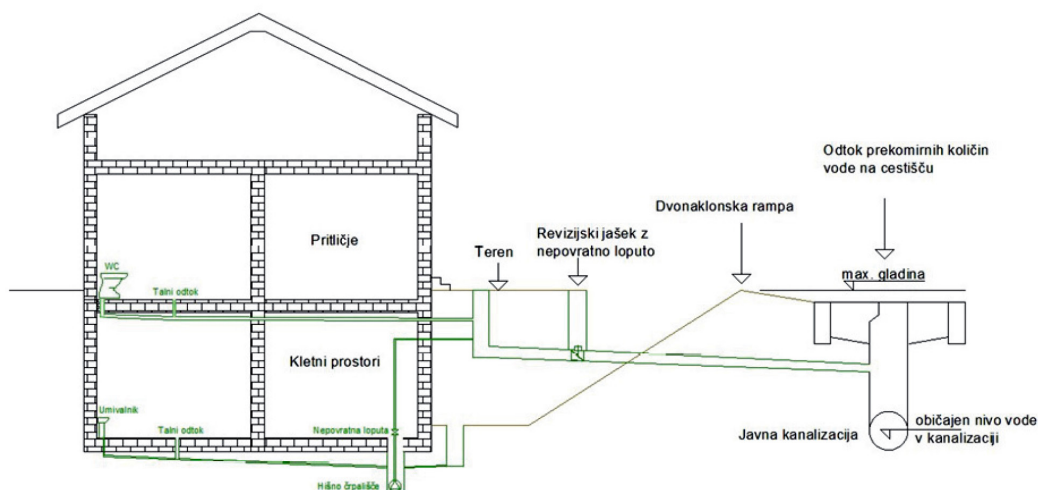 Odtok prekomirnih količin
vode na cestišču
Dvonaklonska rampa
Revizijski jašek z
nepovratno loputo
Teren
max. gladina
Pritličje
WC
Talni odtok
Kletni prostori
Umivalnik
Talni odtok
Nepovratna loputa
Hišno črpališče
Javna kanalizacija
običajen nivo vode
v kanalizaciji